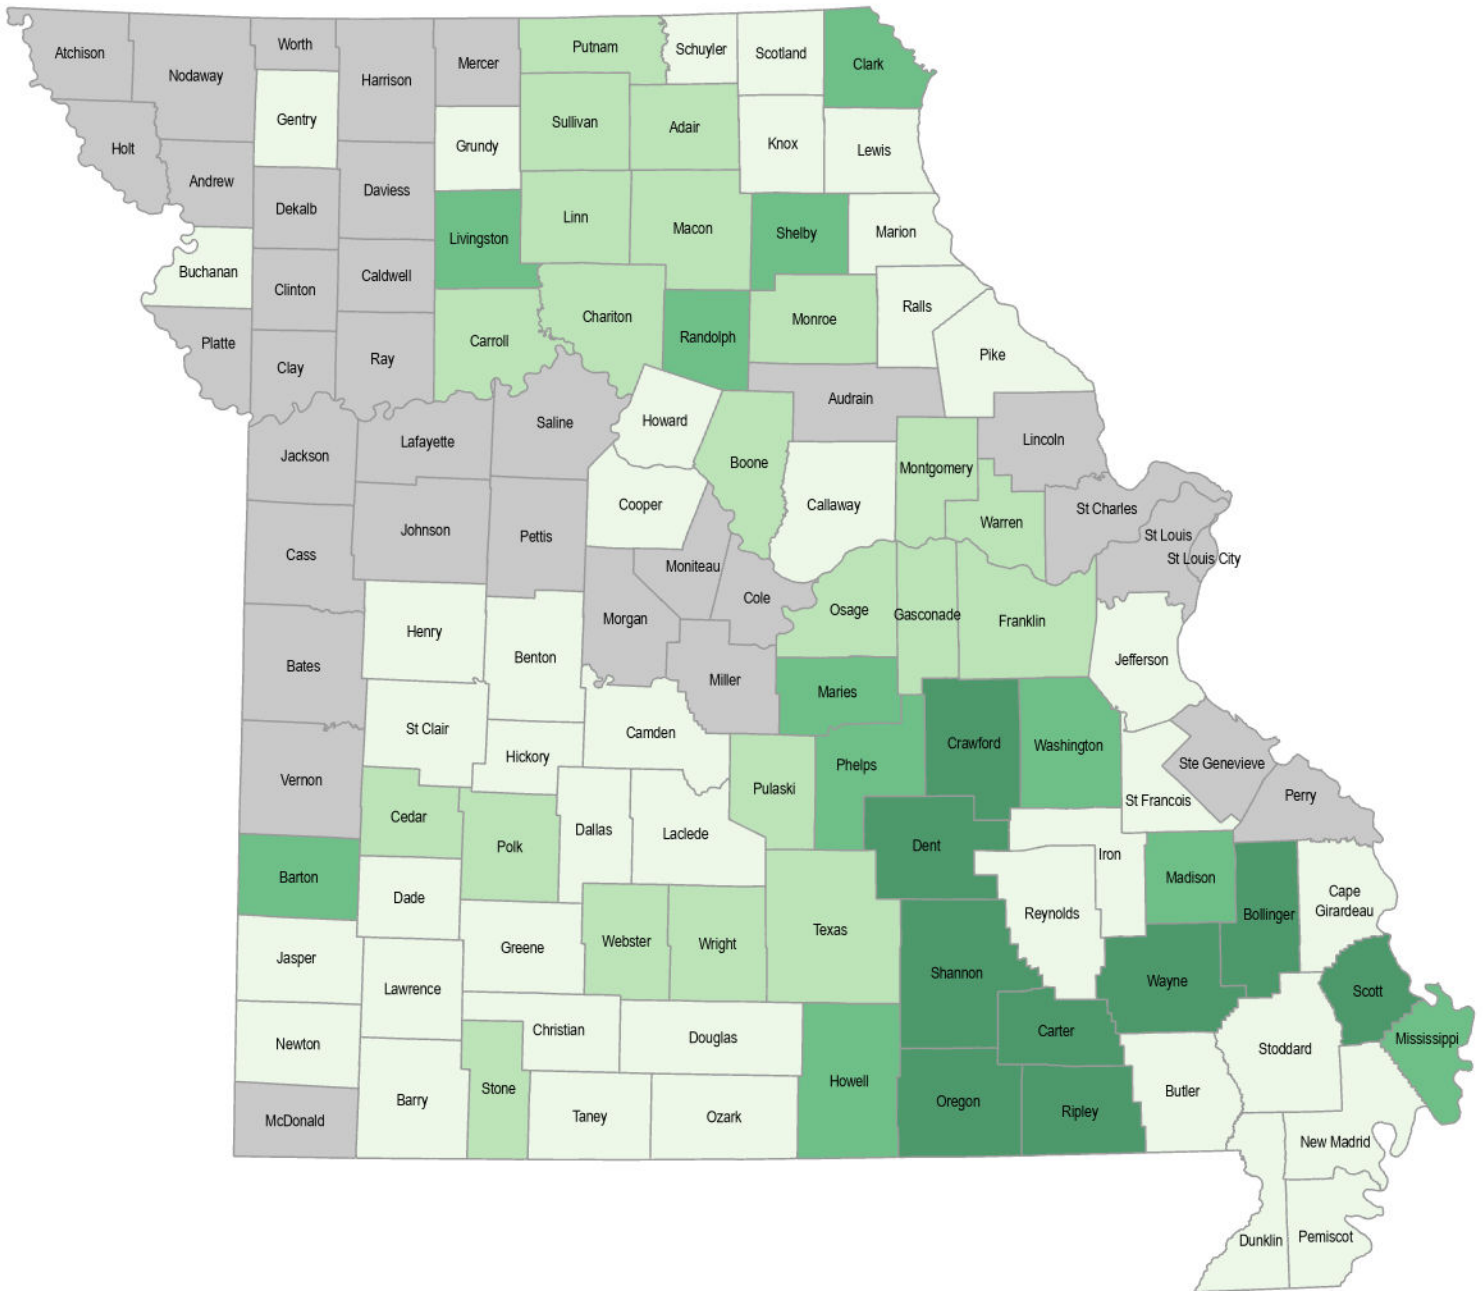 Atchison
Nodaway
Worth
Harrison
Mercer
Putnam
Schuyler
Scotland
Clark
Gentry
Grundy
Sullivan
Adair
Knox
Lewis
Holt
Andrew
Dekalb
Daviess
Livingston
Linn
Macon
Shelby
Marion
Buchanan
Clinton
Caldwell
Carroll
Chariton
Randolph
Monroe
Ralls
Pike
Platte
Clay
Ray
Saline
Howard
Audrain
Jackson
Lafayette
Boone
Montgomery
Lincoln
Cooper
Callaway
Warren
St Charles
St Louis
St Louis City
Cass
Johnson
Pettis
Moniteau
Morgan
Cole
Osage
Gasconade
Franklin
Jefferson
Henry
Benton
Bates
Miller
Maries
St Clair
Hickory
Camden
Crawford
Washington
Phelps
Pulaski
Ste Genevieve
St Francois
Perry
Vernon
Cedar
Polk
Dallas
Laclede
Dent
Iron
Madison
Barton
Dade
Reynolds
Bollinger
Cape
Girardeau
Jasper
Greene
Webster
Wright
Texas
Lawrence
Shannon
Wayne
Scott
Newton
Christian
Douglas
Carter
Stoddard
Mississippi
Barry
Stone
Howell
Oregon
Ripley
Butler
McDonald
Taney
Ozark
New Madrid
Dunklin
Pemiscot